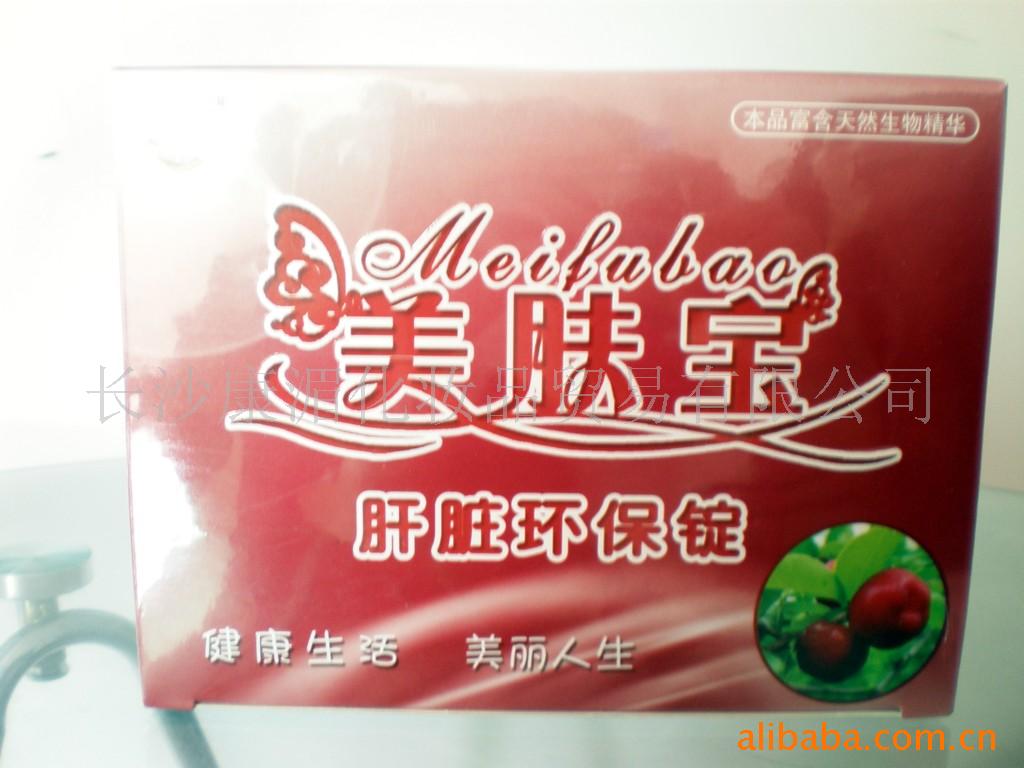 本品富含天然生物精华
Meifubao
美肤宝
长沙康湄化妆品贸易有限公司
肝脏环保锭
健康生活 美丽人生
alibaba.com.cn